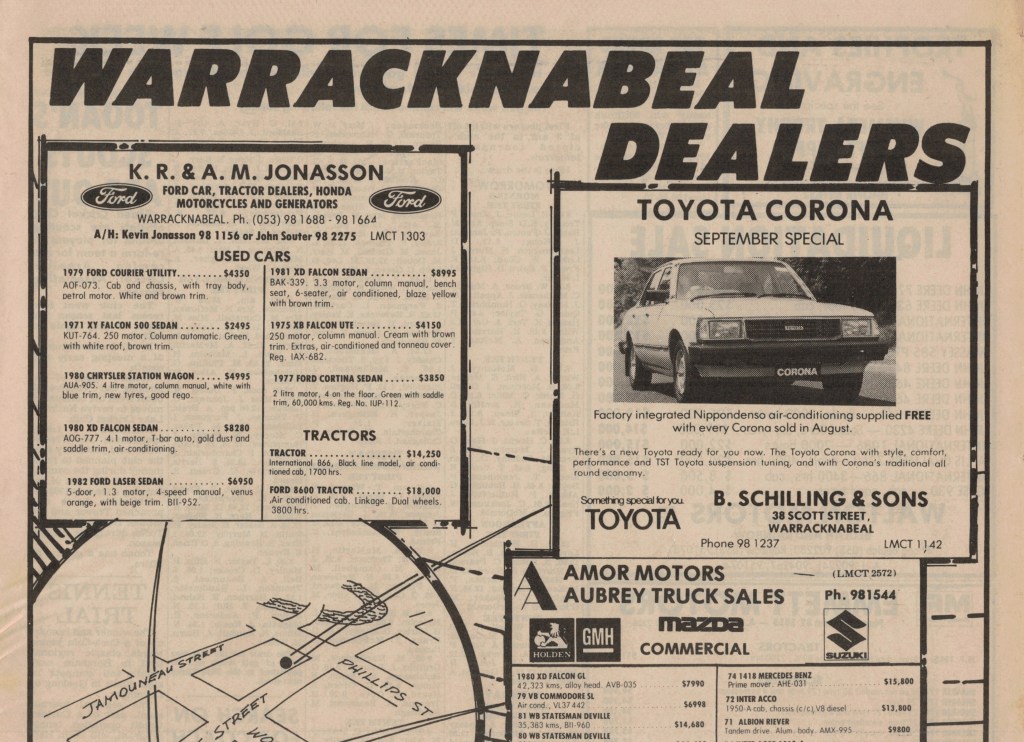 WARRACKNABEAL
DEALERS
K. R. & A. M. JONASSON
Ford
FORD CAR, TRACTOR DEALERS, HONDA
MOTORCYCLES AND GENERATORS
Ford
WARRACKNABEAL. Ph. (053) 98 1688 - 98 1664
A/H: Kevin Jonasson 98 1156 or John Souter 98 2275 LMCT 1303
USED CARS
1979 FORD COURIER UTILITY......... $4350
AOF-073. Cab and chassis, with tray body,
petrol motor. White and brown trim.
1971 XY FALCON 500 SEDAN ........ $2495
KUT-764. 250 motor. Column automatic. Green,
with white roof, brown trim.
1980 CHRYSLER STATION WAGON ..... $4995
AUA-905. 4 litre motor, column manual, white with
blue trim, new tyres, good rego.
1980 XD FALCON SEDAN ............ $8280
AOG-777. 4.1 motor, T-bar auto, gold dust and
saddle trim, air-conditioning.
1982 FORD LASER SEDAN ........... $6950
5-door, 1.3 motor, 4-speed manual, venus
orange, with beige trim. BII-952.
1981 XD FALCON SEDAN ........... $8995
BAK-339. 3.3 motor, column manual, bench
seat, 6-seater, air conditioned, blaze yellow
with brown trim.
1975 XB FALCON UTE ............. $4150
250 motor, column manual. Cream with brown
trim. Extras, air-conditioned and tonneau cover.
Reg. IAX-682.
1977 FORD CORTINA SEDAN ...... $3850
2 litre motor, 4 on the floor. Green with saddle
trim, 60,000 kms. Reg. No. IUP-112.
TRACTORS
TRACTOR ..................... $14,250
International 866, Black line model, air condi-
tioned cab, 1700 hrs.
FORD 8600 TRACTOR ......... $18,000
Air conditioned cab. Linkage. Dual wheels.
3800 hrs.
TOYOTA CORONA
SEPTEMBER SPECIAL
TOYOTA
CORONA
Factory integrated Nippondenso air-conditioning supplied FREE
with every Corona sold in August.
There's a new Toyota ready for you now. The Toyota Corona with style, comfort,
performance and TST Toyota suspension tuning, and with Corona's traditional all
round economy.
Something special for you.
TOYOTA
B. SCHILLING & SONS
38 SCOTT STREET,
WARRACKNABEAL
Phone 98 1237 LMCT 1142
AMOR MOTORS — (LMCT 2572)
AUBREY TRUCK SALES Ph. 981544
HOLDEN
GMH
mazda
COMMERCIAL
SUZUKI
1980 XD FALCON GL
42,323 kms, alloy head. AVB-035 $7990
79 VB COMMODORE SL
Air cond., VL37442 $6998
81 WB STATESMAN DEVILLE
35,383 kms, BII-960 $14,680
80 WB STATESMAN DEVILLE
74 1418 MERCEDES BENZ
Prime mover. AHE-031 $15,800
72 INTER ACCO
1950-A cab, chassis (c/c) VB diesel $13,800
71 ALBION RIEVER
Tandem drive. Alum. body. AMX-995 $9800
JAMOUNEAU STREET
PHILLIPS ST
STREET
WO